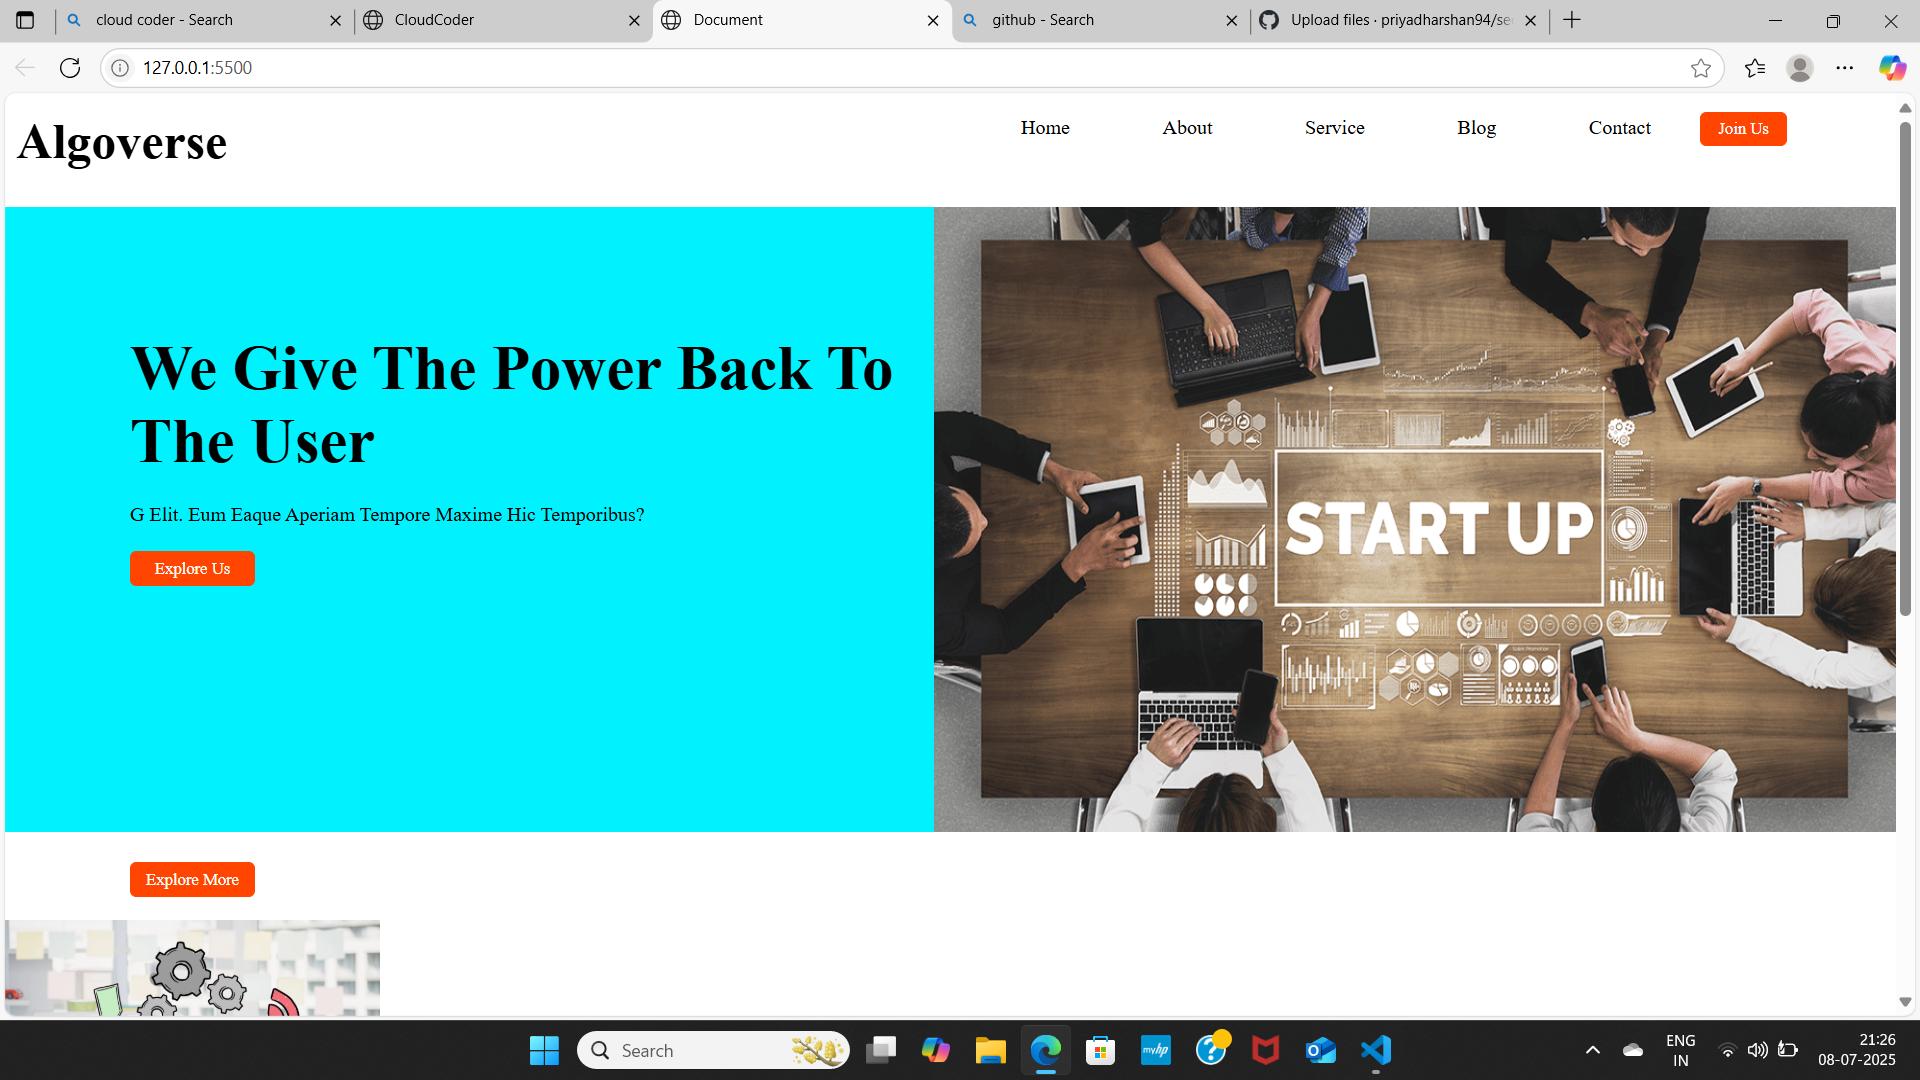 cloud coder - Search
CloudCoder
Document
github - Search
Upload files · priyadharshan94/se
127.0.0.1:5500
Algoverse
Home
About
Service
Blog
Contact
Join Us
We Give The Power Back To
The User
G Elit. Eum Eaque Aperiam Tempore Maxime Hic Temporibus?
Explore Us
START UP
Explore More
Search
myhp
ENG
IN
21:26
08-07-2025